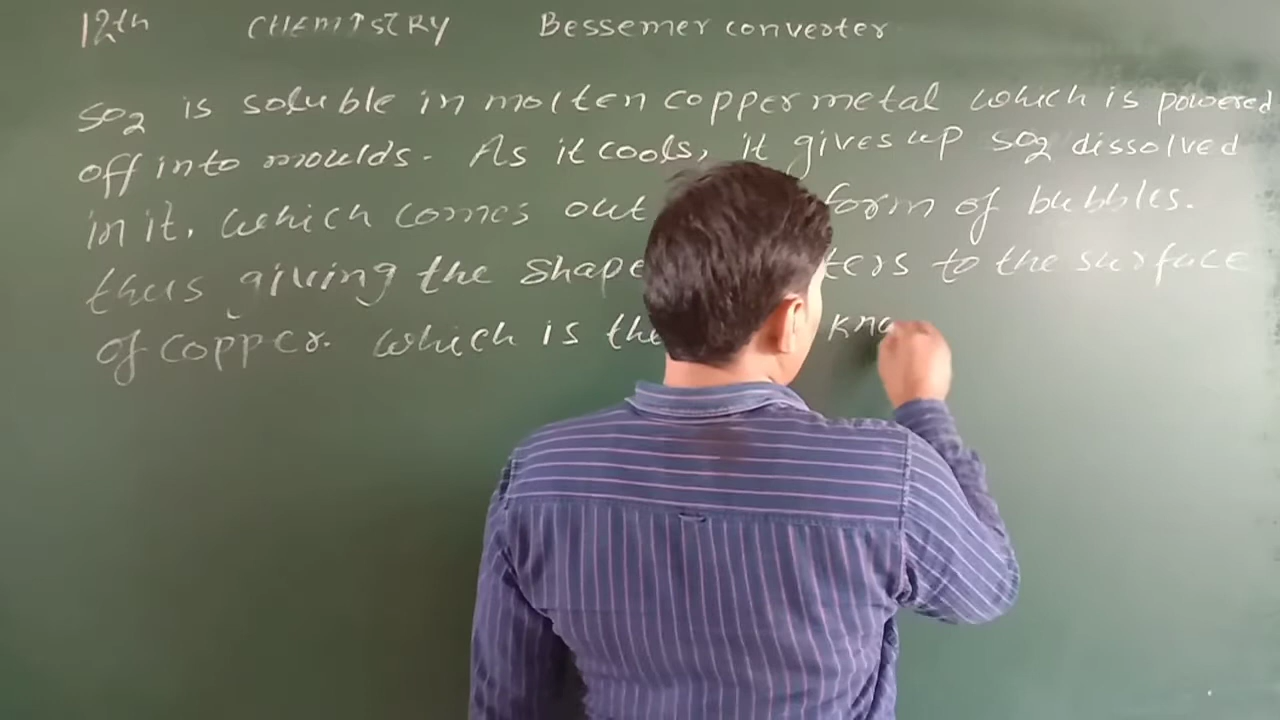 12th CHEMISTRY Bessemer converter
SO2 is soluble in molten copper metal which is powered
off into moulds. As it cools, it gives up SO2 dissolved
in it. which comes out form of bubbles.
thus giving the shape ters to the surface
of copper. which is the kno